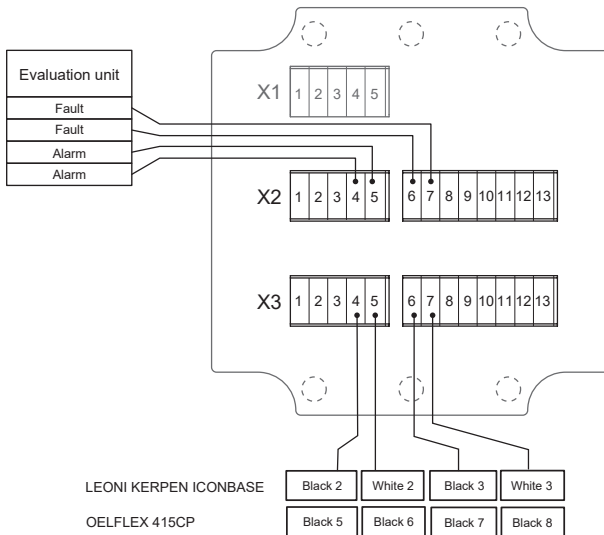 Evaluation unit
Fault
Fault
Alarm
Alarm
X1 1 2 3 4 5
X2 1 2 3 4 5 6 7 8 9 10 11 12 13
X3 1 2 3 4 5 6 7 8 9 10 11 12 13
LEONI KERPEN ICONBASE Black 2 White 2 Black 3 White 3
OELFLEX 415CP Black 5 Black 6 Black 7 Black 8